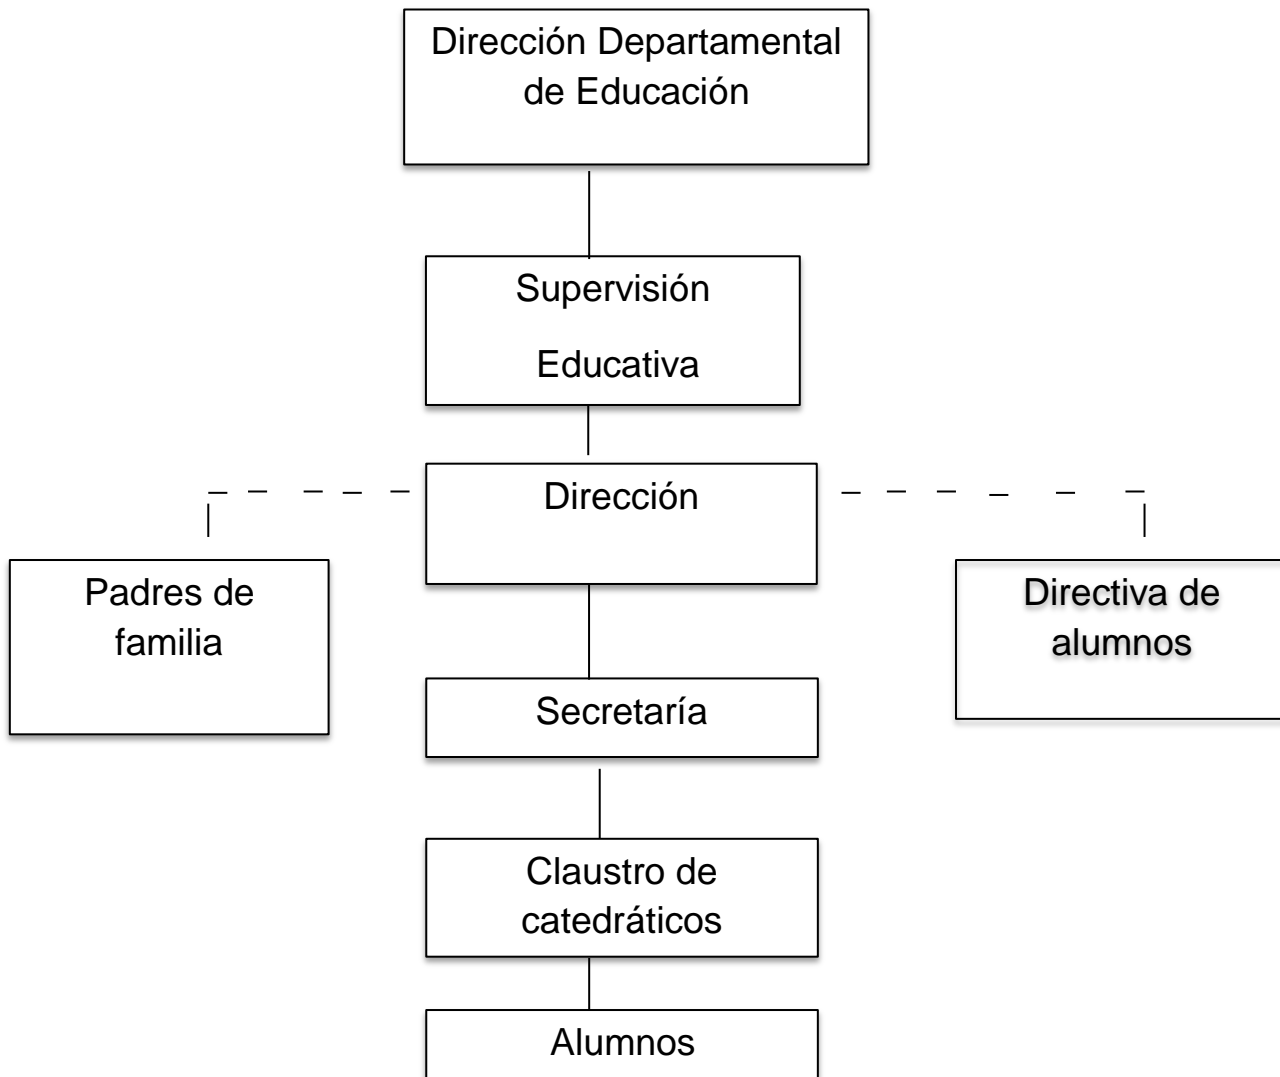 Dirección Departamental
de Educación
Supervisión
Educativa
Dirección
Padres de
familia
Directiva de
alumnos
Secretaría
Claustro de
catedráticos
Alumnos